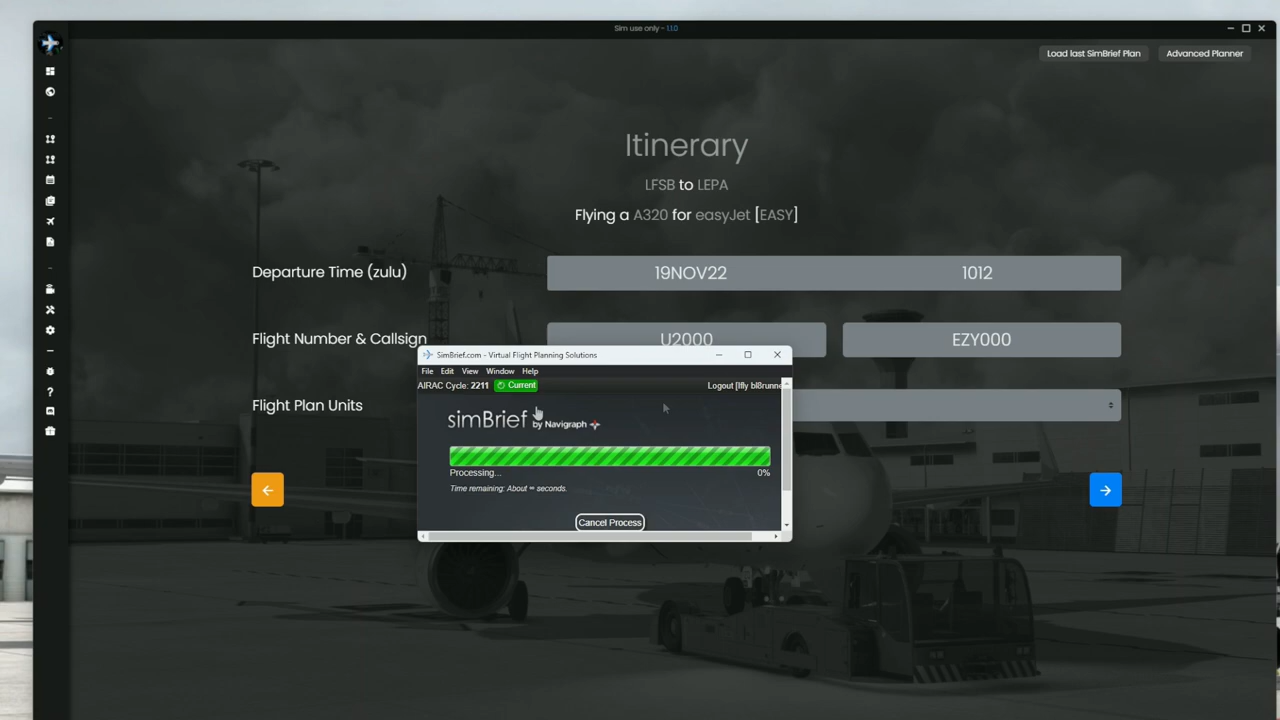 Sim use only - 1.1.0
Load last SimBrief Plan
Advanced Planner
Itinerary
LFSB to LEPA
Flying a A320 for easyJet [EASY]
Departure Time (zulu)
19NOV22
1012
Flight Number & Callsign
U2000
EZY000
Flight Plan Units
SimBrief.com - Virtual Flight Planning Solutions
File Edit View Window Help
AIRAC Cycle: 2211 Current
Logout [Ifly bl8runne
simBrief by Navigraph
Processing...
0%
Time remaining: About ∞ seconds.
Cancel Process